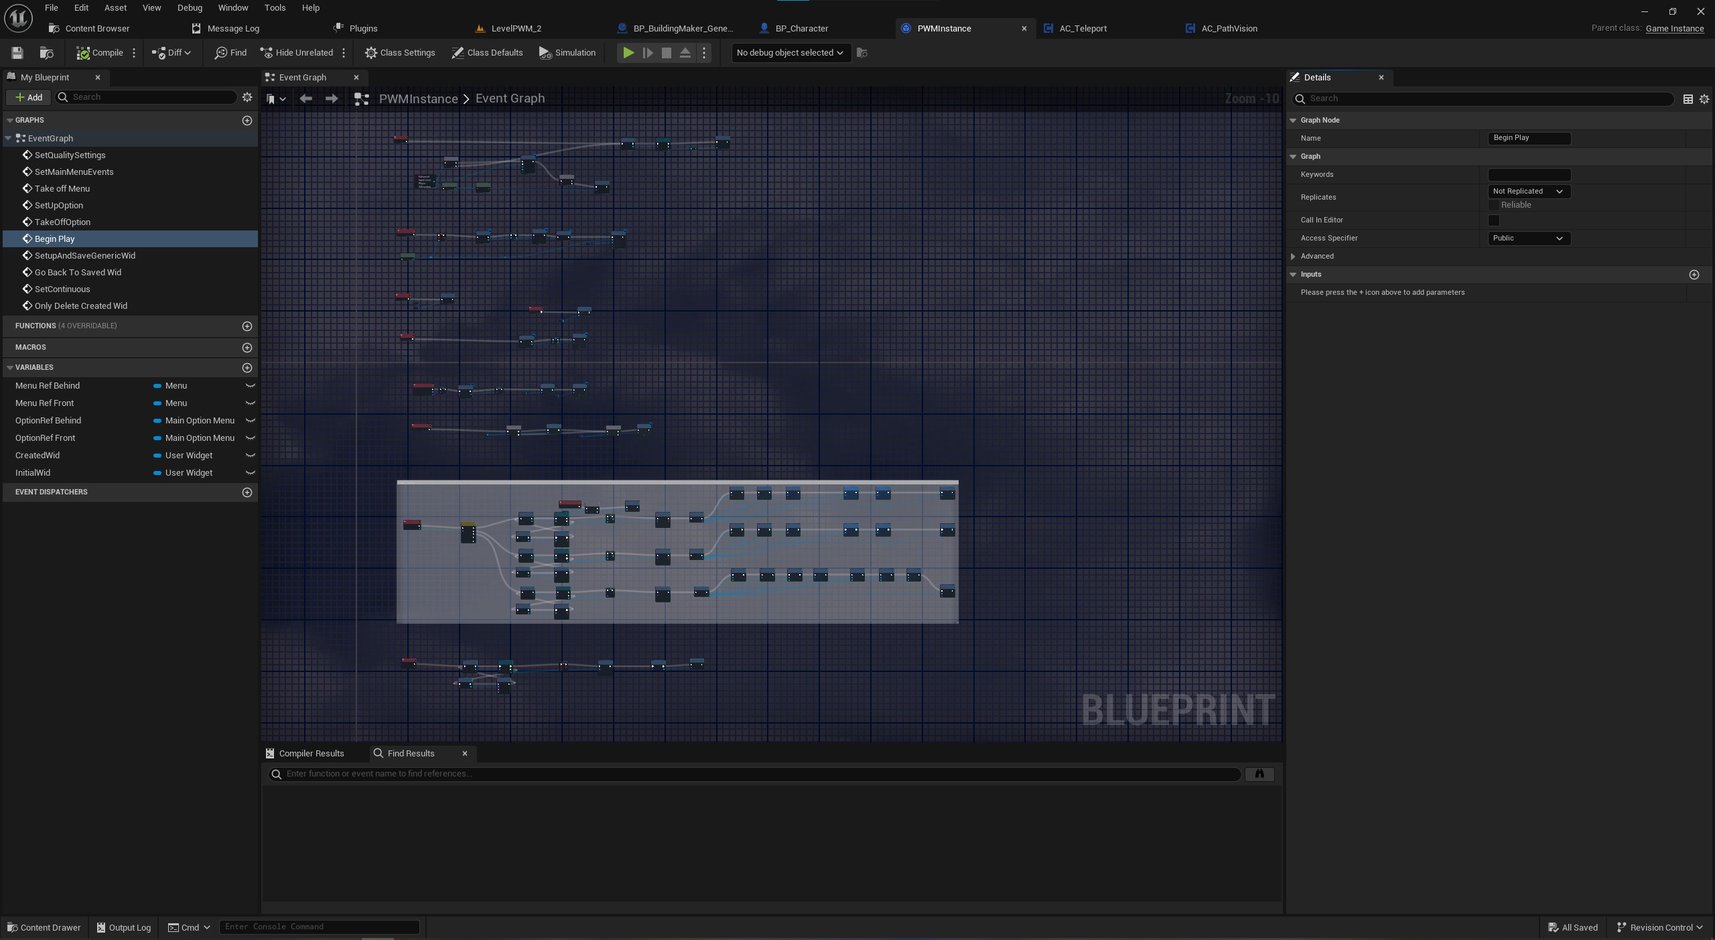 File Edit Asset View Debug Window Tools Help
Content Browser Message Log Plugins LevelPWM_2 BP_BuildingMaker_Gene... BP_Character PWMInstance AC_Teleport AC_PathVision Parent class: Game Instance
Compile Diff Find Hide Unrelated Class Settings Class Defaults Simulation No debug object selected
My Blueprint
Add Search
GRAPHS
EventGraph
SetQualitySettings
SetMainMenuEvents
Take off Menu
SetUpOption
TakeOffOption
Begin Play
SetupAndSaveGenericWid
Go Back To Saved Wid
SetContinuous
Only Delete Created Wid
FUNCTIONS (4 OVERRIDABLE)
MACROS
VARIABLES
Menu Ref Behind Menu
Menu Ref Front Menu
OptionRef Behind Main Option Menu
OptionRef Front Main Option Menu
CreatedWid User Widget
InitialWid User Widget
EVENT DISPATCHERS
Event Graph
PWMInstance > Event Graph Zoom -10
BLUEPRINT
Compiler Results Find Results
Enter function or event name to find references...
Details
Search
Graph Node
Name Begin Play
Graph
Keywords
Replicates Not Replicated
Reliable
Call In Editor
Access Specifier Public
Advanced
Inputs
Please press the + icon above to add parameters
Content Drawer Output Log Cmd Enter Console Command All Saved Revision Control